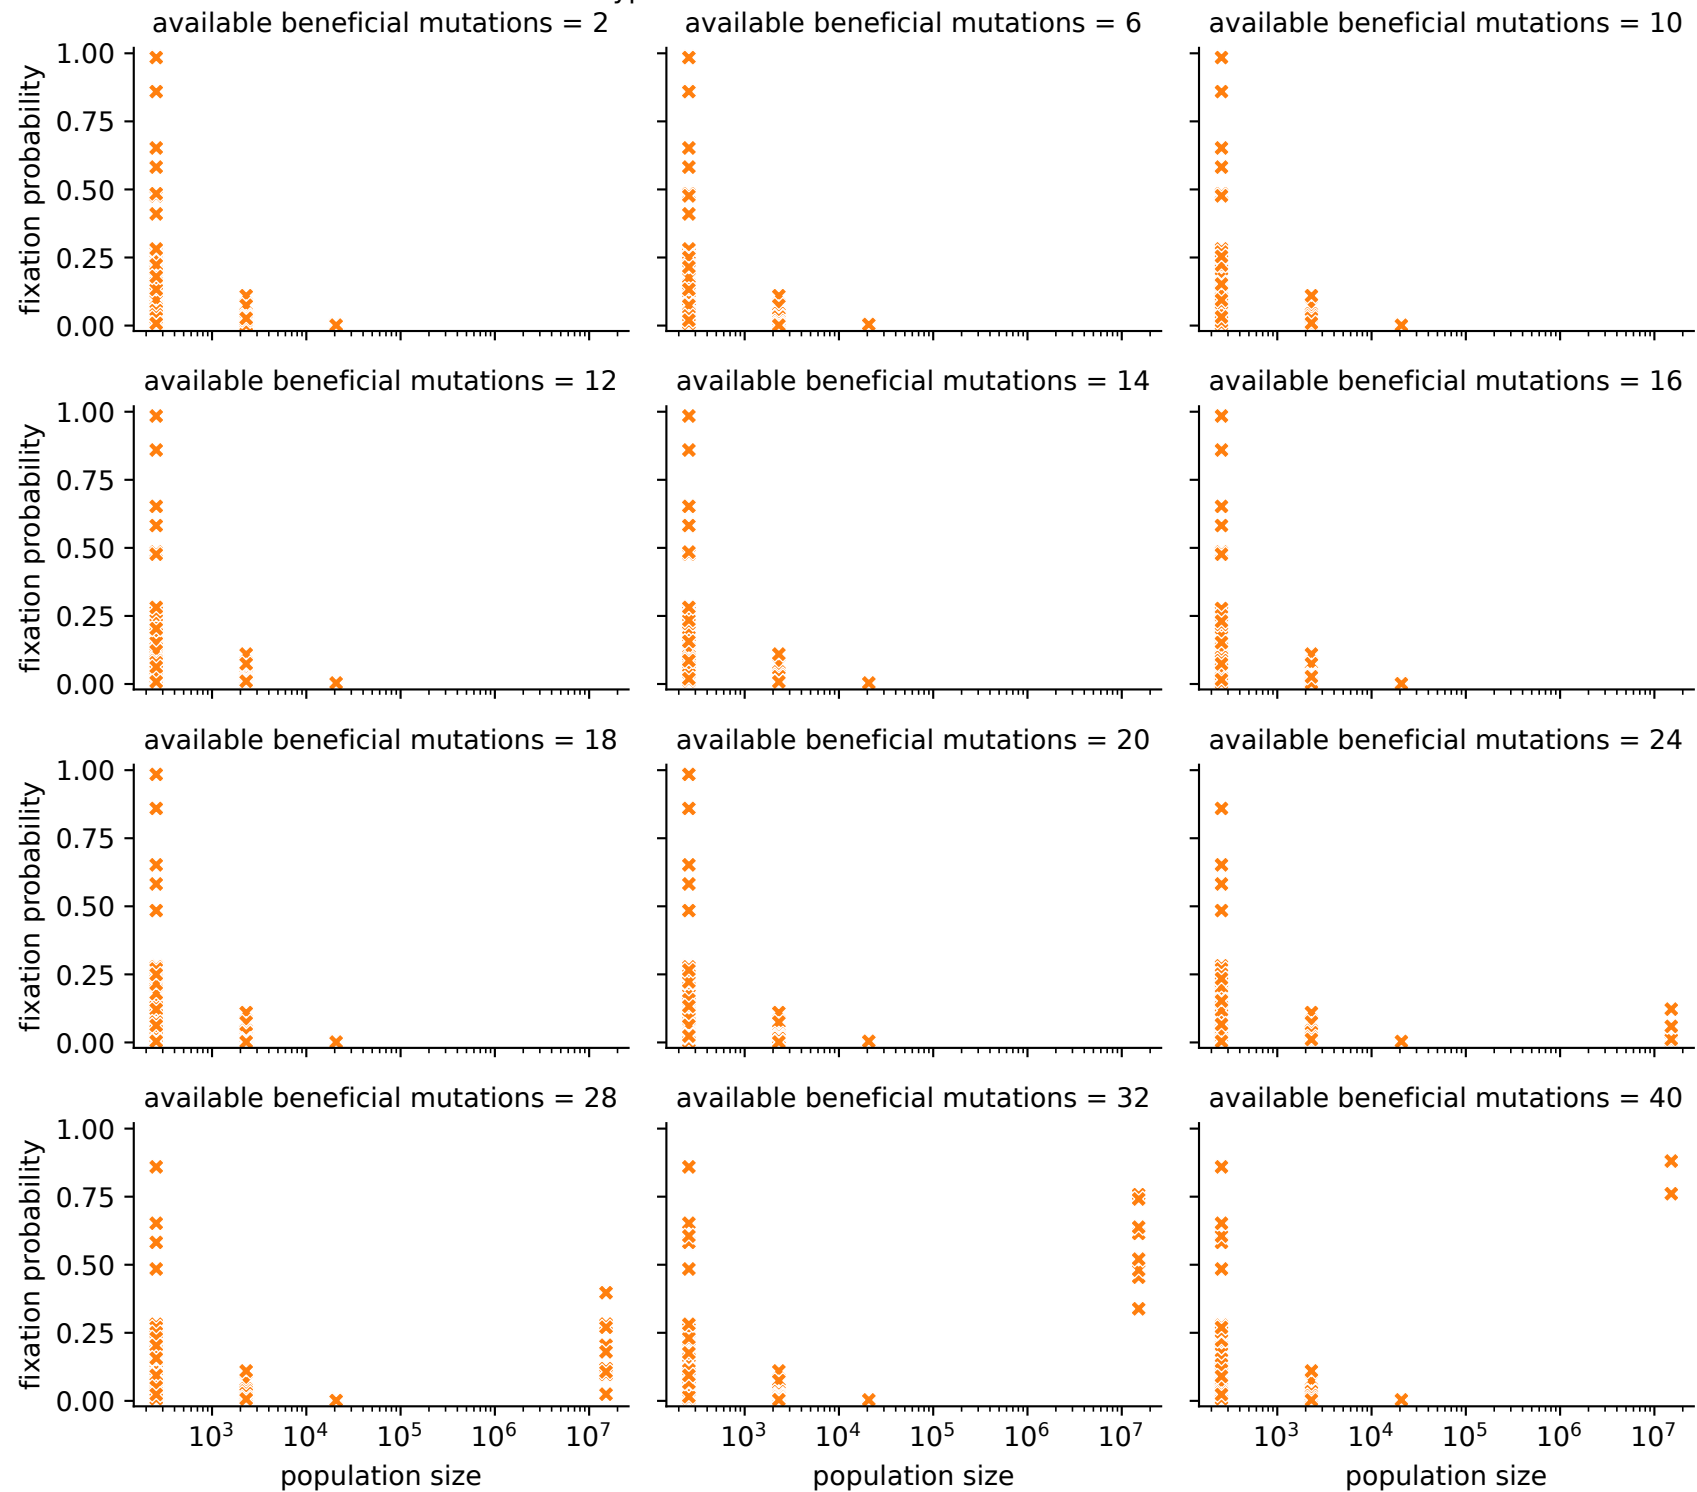 available beneficial mutations = 2
available beneficial mutations = 6
available beneficial mutations = 10
fixation probability
1.00
0.75
0.50
0.25
0.00
available beneficial mutations = 12
available beneficial mutations = 14
available beneficial mutations = 16
fixation probability
1.00
0.75
0.50
0.25
0.00
available beneficial mutations = 18
available beneficial mutations = 20
available beneficial mutations = 24
fixation probability
1.00
0.75
0.50
0.25
0.00
available beneficial mutations = 28
available beneficial mutations = 32
available beneficial mutations = 40
fixation probability
1.00
0.75
0.50
0.25
0.00
10³ 10⁴ 10⁵ 10⁶ 10⁷
10³ 10⁴ 10⁵ 10⁶ 10⁷
10³ 10⁴ 10⁵ 10⁶ 10⁷
population size
population size
population size